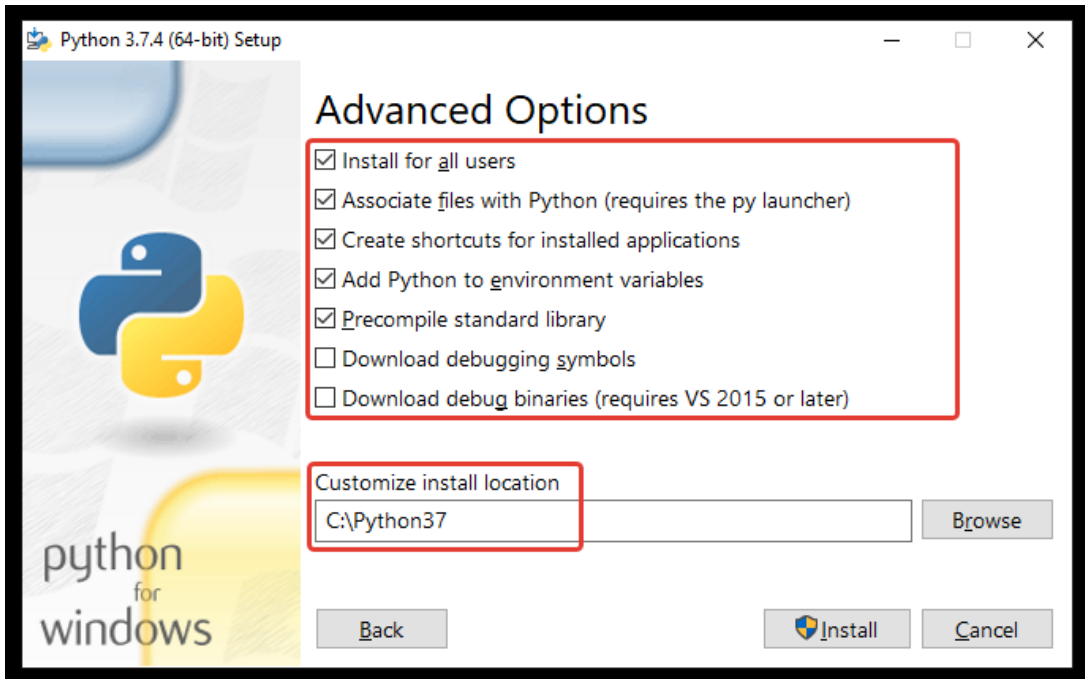 Python 3.7.4 (64-bit) Setup
Advanced Options
Install for all users
Associate files with Python (requires the py launcher)
Create shortcuts for installed applications
Add Python to environment variables
Precompile standard library
Download debugging symbols
Download debug binaries (requires VS 2015 or later)
Customize install location
C:\Python37
Browse
python
for
windows
Back
Install
Cancel